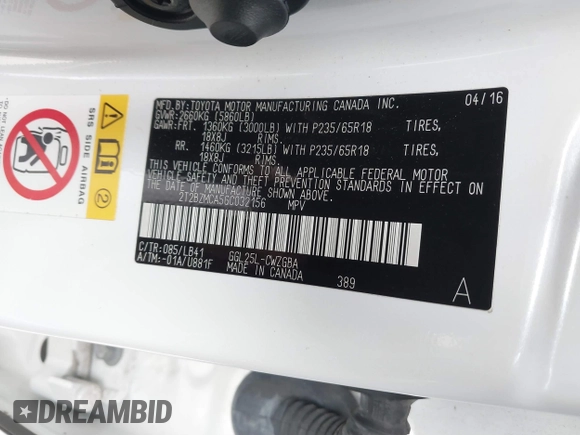 MFD. BY: TOYOTA MOTOR MANUFACTURING CANADA INC. 04/16
GVWR: 2660KG (5860LB)
GAWR: FRT. 1360KG (3000LB) WITH P235/65R18 TIRES,
18X8J RIMS.
RR. 1460KG (3215LB) WITH P235/65R18 TIRES,
18X8J RIMS.
THIS VEHICLE CONFORMS TO ALL APPLICABLE FEDERAL MOTOR
VEHICLE SAFETY AND THEFT PREVENTION STANDARDS IN EFFECT ON
THE DATE OF MANUFACTURE SHOWN ABOVE.
2T2BZMCA5GC032156 MPV
C/TR: 085/LB41 GGL25L-CWZGBA
A/TM: -01A/U881F MADE IN CANADA 389 A
SRS SIDE AIRBAG
2
DREAMBID